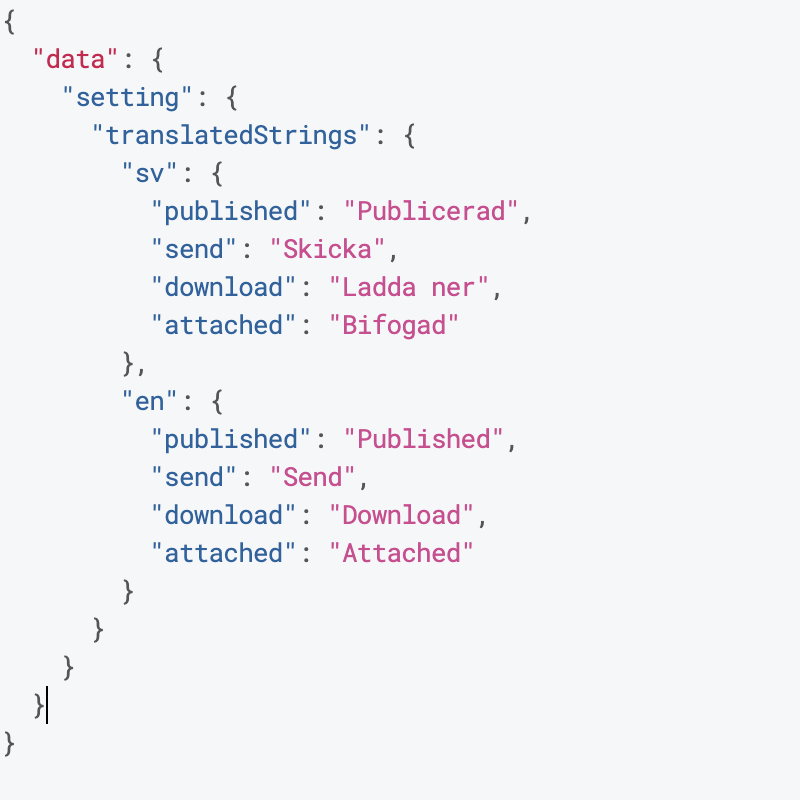 {
  "data": {
    "setting": {
      "translatedStrings": {
        "sv": {
          "published": "Publicerad",
          "send": "Skicka",
          "download": "Ladda ner",
          "attached": "Bifogad"
        },
        "en": {
          "published": "Published",
          "send": "Send",
          "download": "Download",
          "attached": "Attached"
        }
      }
    }
  }
}